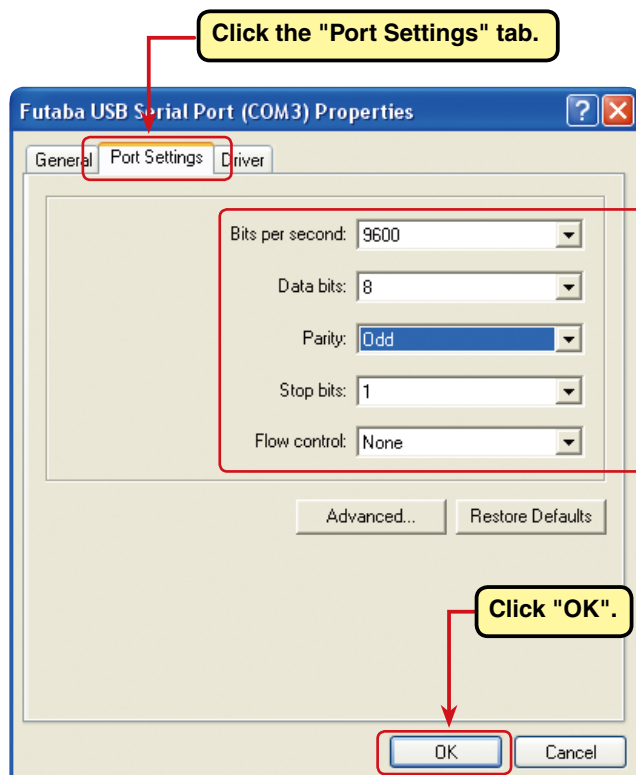 Click the "Port Settings" tab.
Futaba USB Serial Port (COM3) Properties
General Port Settings Driver
Bits per second: 9600
Data bits: 8
Parity: Odd
Stop bits: 1
Flow control: None
Advanced... Restore Defaults
Click "OK".
OK Cancel